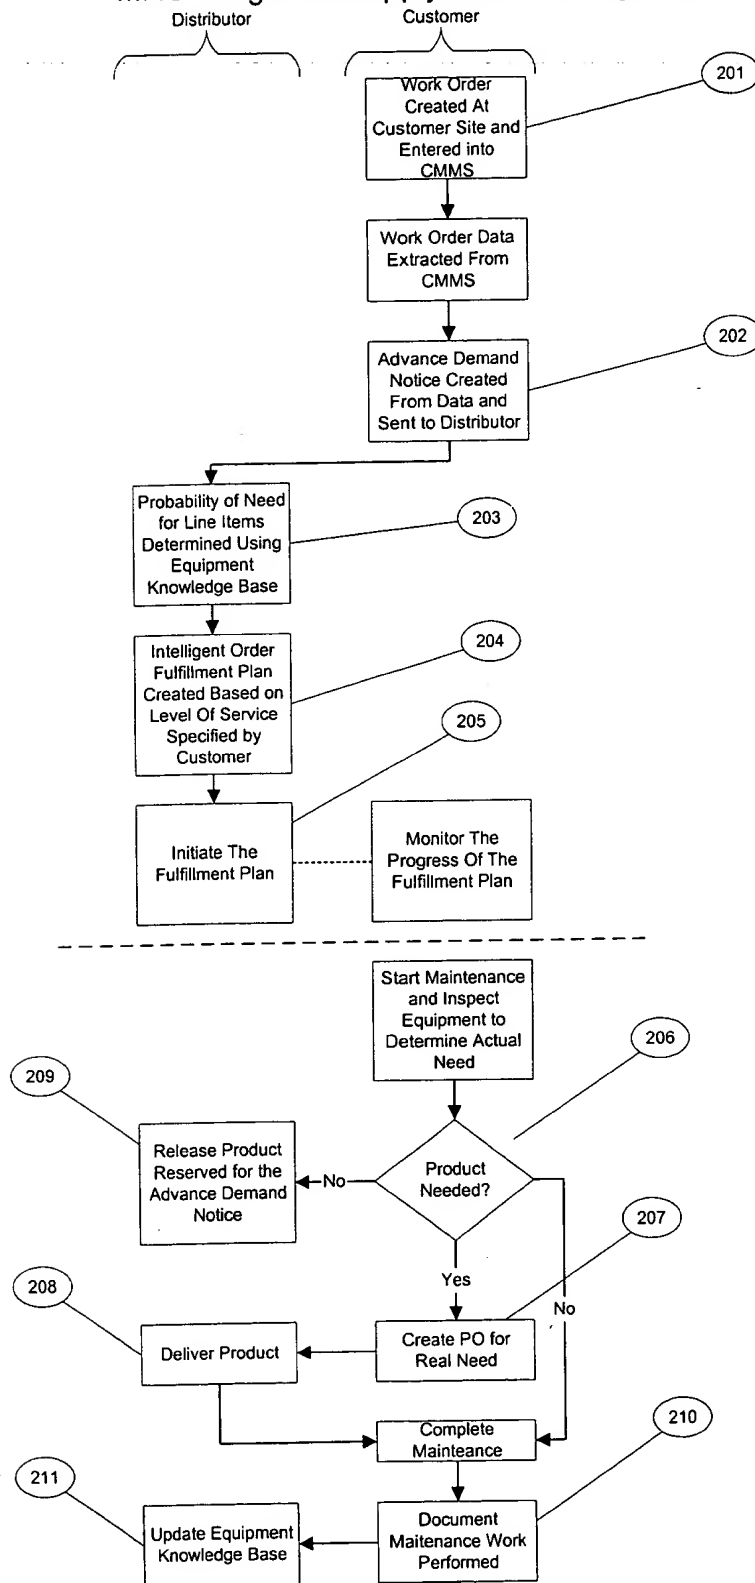 Distributor
Customer
Work Order
Created At
Customer Site and
Entered into
CMMS
201
Work Order Data
Extracted From
CMMS
Advance Demand
Notice Created
From Data and
Sent to Distributor
202
Probability of Need
for Line Items
Determined Using
Equipment
Knowledge Base
203
Intelligent Order
Fulfillment Plan
Created Based on
Level Of Service
Specified by
Customer
204
205
Initiate The
Fulfillment Plan
Monitor The
Progress Of The
Fulfillment Plan
Start Maintenance
and Inspect
Equipment to
Determine Actual
Need
206
209
Release Product
Reserved for the
Advance Demand
Notice
No
Product
Needed?
207
Yes
No
208
Deliver Product
Create PO for
Real Need
Complete
Mainteance
210
211
Update Equipment
Knowledge Base
Document
Maitenance Work
Performed